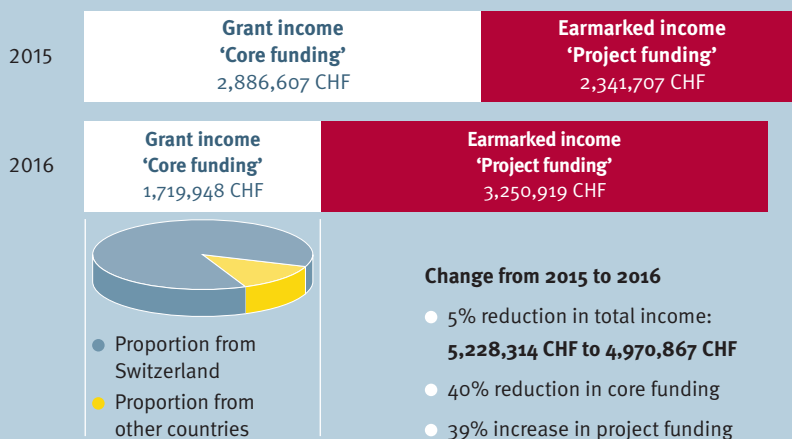 2015
Grant income
‘Core funding’
2,886,607 CHF
Earmarked income
‘Project funding’
2,341,707 CHF
2016
Grant income
‘Core funding’
1,719,948 CHF
Earmarked income
‘Project funding’
3,250,919 CHF
Proportion from
Switzerland
Proportion from
other countries
Change from 2015 to 2016
5% reduction in total income:
5,228,314 CHF to 4,970,867 CHF
40% reduction in core funding
39% increase in project funding